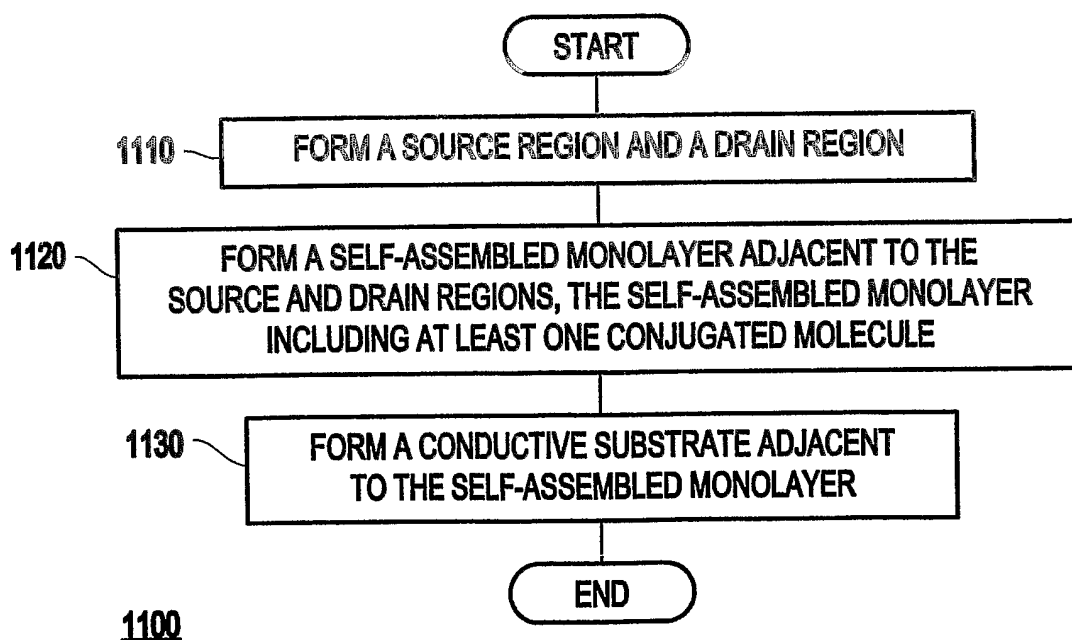 START
1110
FORM A SOURCE REGION AND A DRAIN REGION
1120
FORM A SELF-ASSEMBLED MONOLAYER ADJACENT TO THE
SOURCE AND DRAIN REGIONS, THE SELF-ASSEMBLED MONOLAYER
INCLUDING AT LEAST ONE CONJUGATED MOLECULE
1130
FORM A CONDUCTIVE SUBSTRATE ADJACENT
TO THE SELF-ASSEMBLED MONOLAYER
END
1100